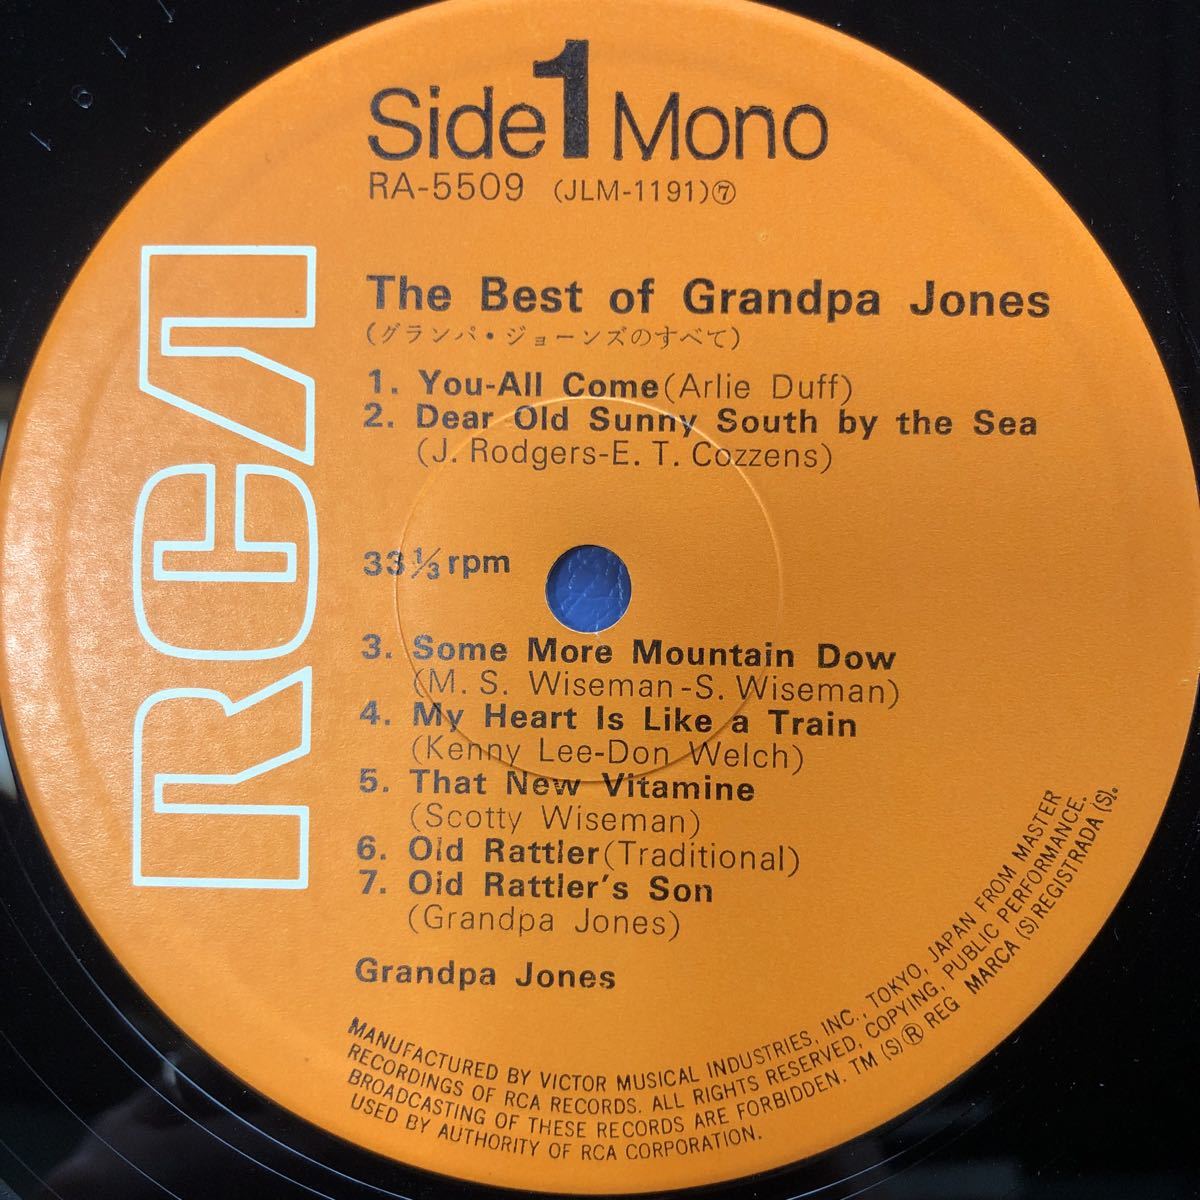 Side 1 Mono
RA-5509 (JLM-1191)⑦
RCA
The Best of Grandpa Jones
(グランパ・ジョーンズのすべて)
1. You-All Come(Arlie Duff)
2. Dear Old Sunny South by the Sea
(J. Rodgers-E. T. Cozzens)
33 1/3 rpm
3. Some More Mountain Dow
(M. S. Wiseman-S. Wiseman)
4. My Heart Is Like a Train
(Kenny Lee-Don Welch)
5. That New Vitamine
(Scotty Wiseman)
6. Old Rattler(Traditional)
7. Old Rattler's Son
(Grandpa Jones)
Grandpa Jones
MANUFACTURED BY VICTOR MUSICAL INDUSTRIES, INC., TOKYO, JAPAN FROM MASTER
RECORDINGS OF RCA RECORDS. ALL RIGHTS RESERVED, COPYING, PUBLIC PERFORMANCE,
BROADCASTING OF THESE RECORDS ARE FORBIDDEN. TM (S) ® REG MARCA (S) REGISTRADA (S).
USED BY AUTHORITY OF RCA CORPORATION.